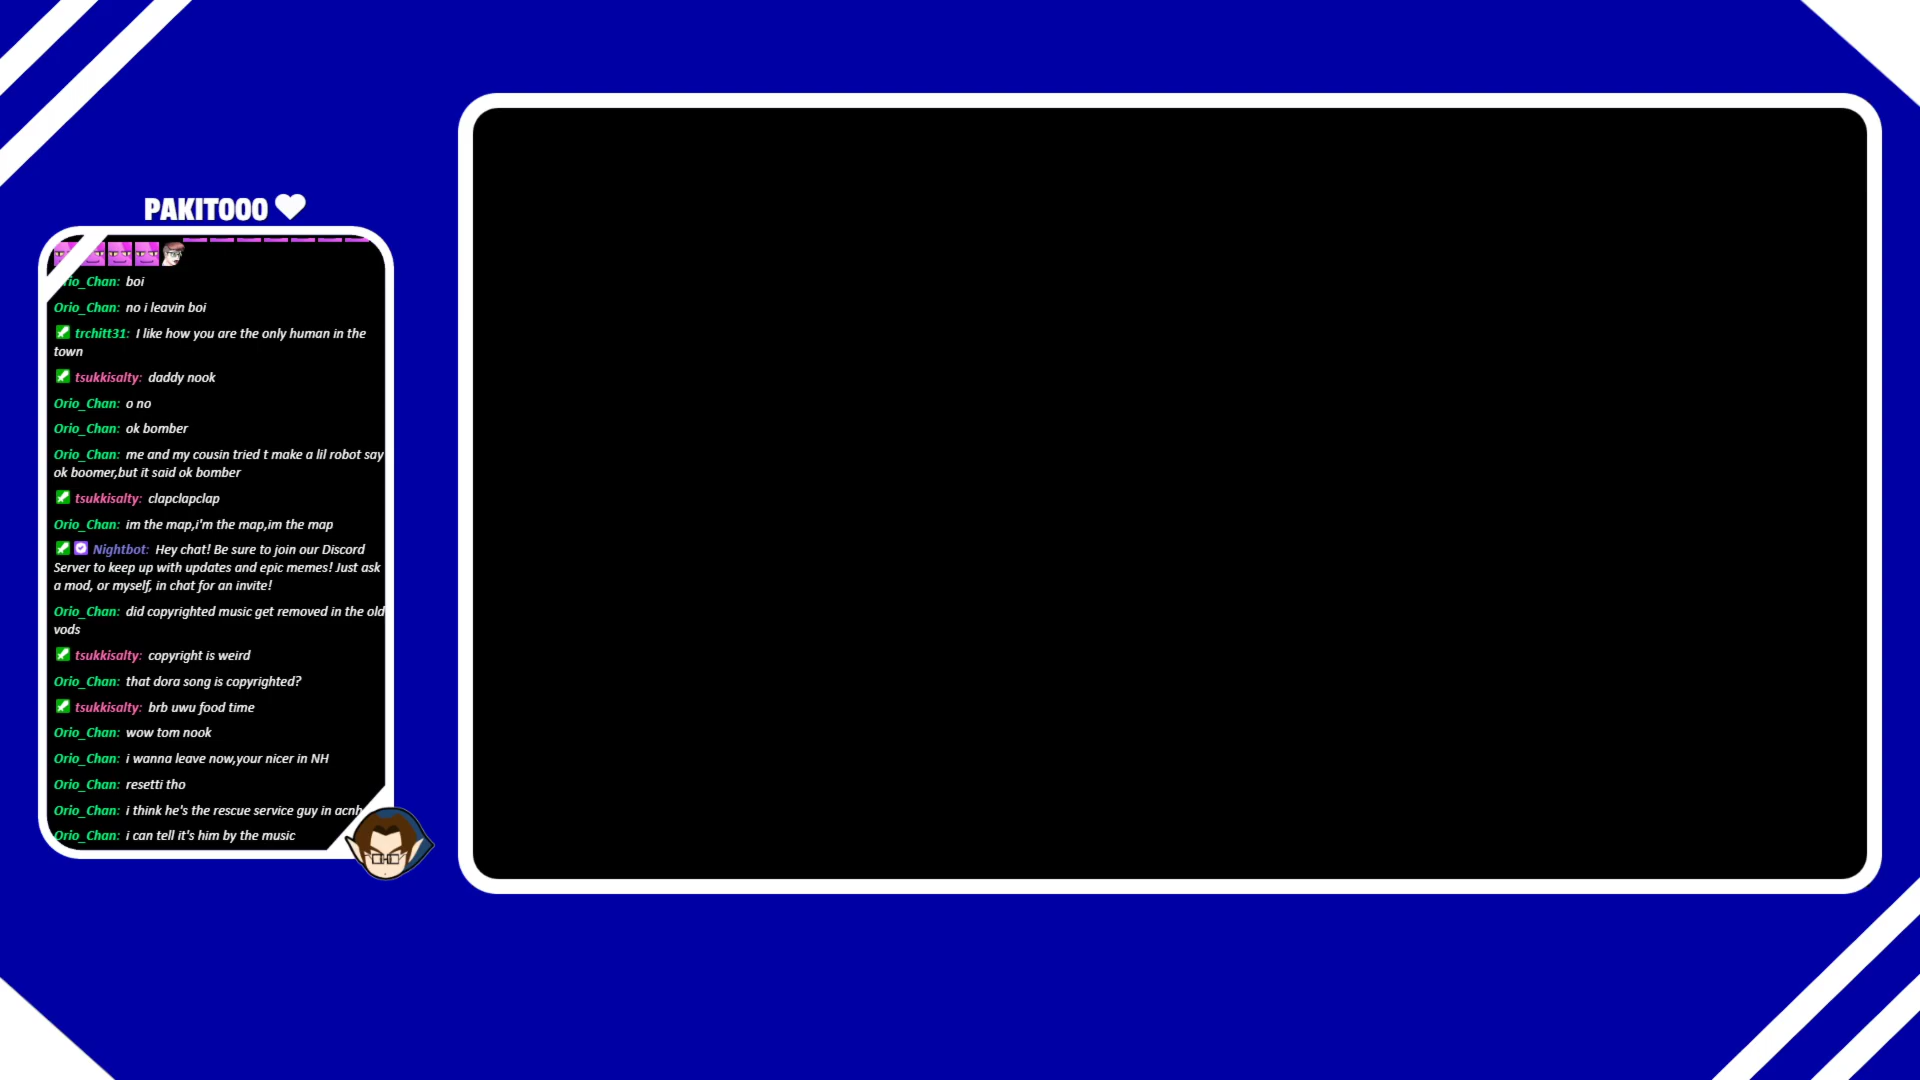 PAKITOOO
Orio_Chan: boi
Orio_Chan: no i leavin boi
trchitt31: I like how you are the only human in the
town
tsukkisalty: daddy nook
Orio_Chan: o no
Orio_Chan: ok bomber
Orio_Chan: me and my cousin tried t make a lil robot say
ok boomer,but it said ok bomber
tsukkisalty: clapclapclap
Orio_Chan: im the map,i'm the map,im the map
Nightbot: Hey chat! Be sure to join our Discord
Server to keep up with updates and epic memes! Just ask
a mod, or myself, in chat for an invite!
Orio_Chan: did copyrighted music get removed in the old
vods
tsukkisalty: copyright is weird
Orio_Chan: that dora song is copyrighted?
tsukkisalty: brb uwu food time
Orio_Chan: wow tom nook
Orio_Chan: i wanna leave now,your nicer in NH
Orio_Chan: resetti tho
Orio_Chan: i think he's the rescue service guy in acnh
Orio_Chan: i can tell it's him by the music